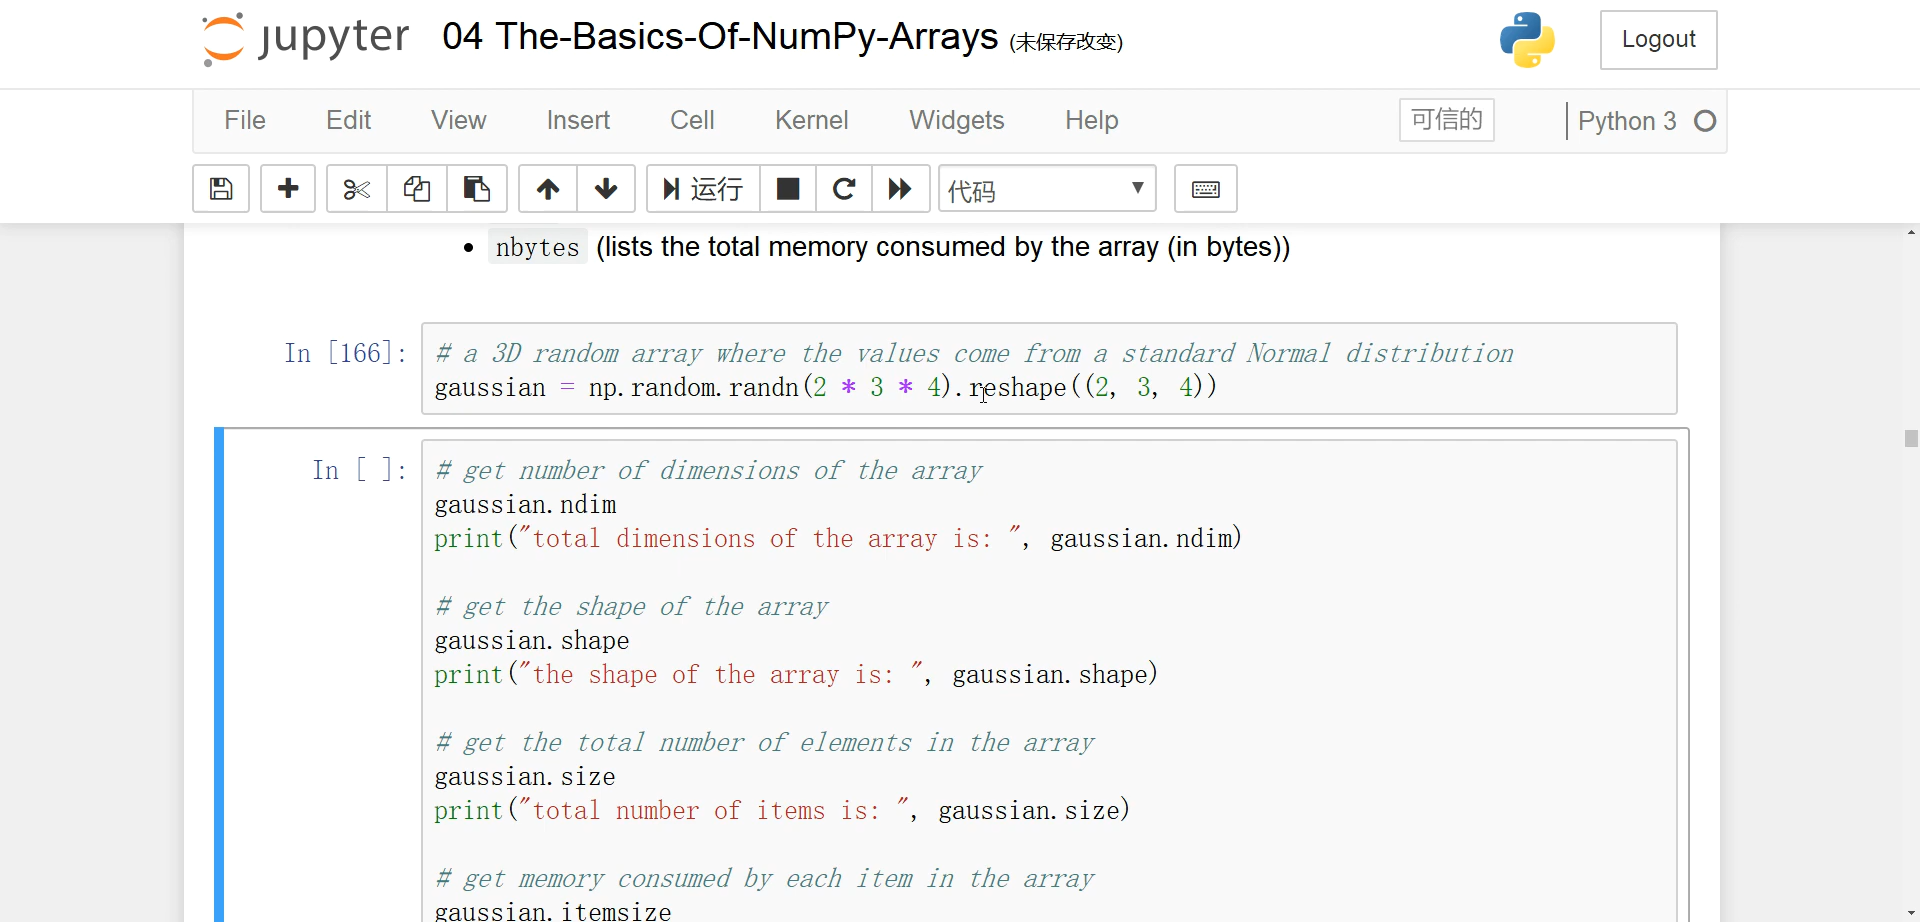 jupyter 04 The-Basics-Of-NumPy-Arrays (未保存改变) Logout
File Edit View Insert Cell Kernel Widgets Help 可信的 Python 3
运行 代码
nbytes (lists the total memory consumed by the array (in bytes))
In [166]: # a 3D random array where the values come from a standard Normal distribution
gaussian = np.random.randn(2 * 3 * 4).reshape((2, 3, 4))
In [ ]: # get number of dimensions of the array
gaussian.ndim
print("total dimensions of the array is: ", gaussian.ndim)
# get the shape of the array
gaussian.shape
print("the shape of the array is: ", gaussian.shape)
# get the total number of elements in the array
gaussian.size
print("total number of items is: ", gaussian.size)
# get memory consumed by each item in the array
gaussian.itemsize